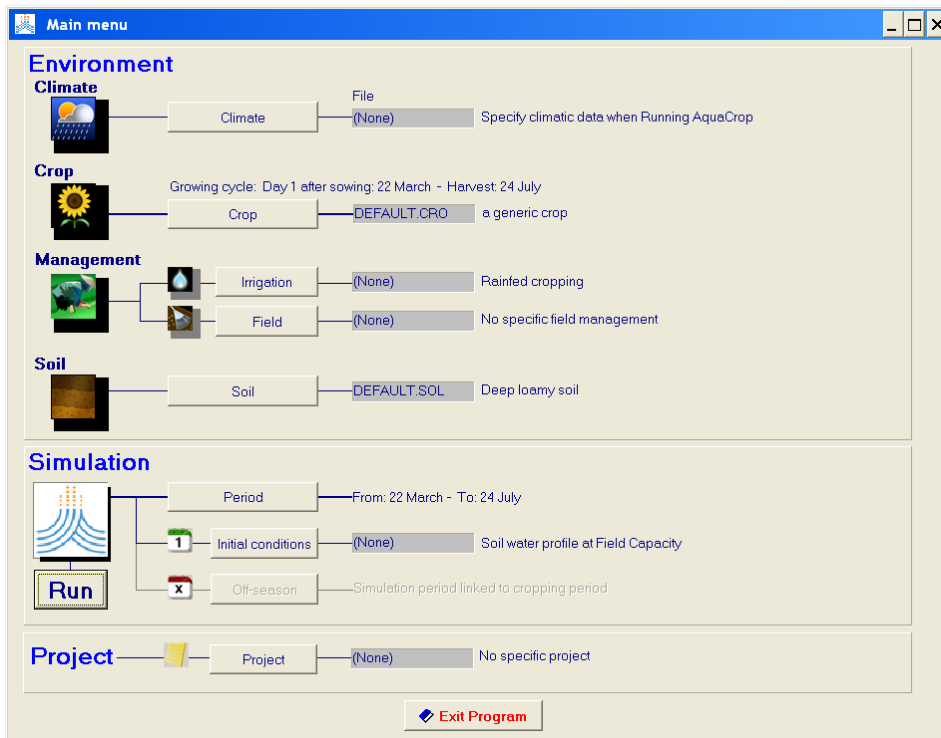 Main menu
Environment
Climate
File
Climate
(None)
Specify climatic data when Running AquaCrop
Crop
Growing cycle: Day 1 after sowing: 22 March - Harvest: 24 July
Crop
DEFAULT.CRO
a generic crop
Management
Irrigation
(None)
Rainfed cropping
Field
(None)
No specific field management
Soil
Soil
DEFAULT.SOL
Deep loamy soil
Simulation
Period
From: 22 March - To: 24 July
1
Initial conditions
(None)
Soil water profile at Field Capacity
Run
x
Off-season
Simulation period linked to cropping period
Project
Project
(None)
No specific project
Exit Program